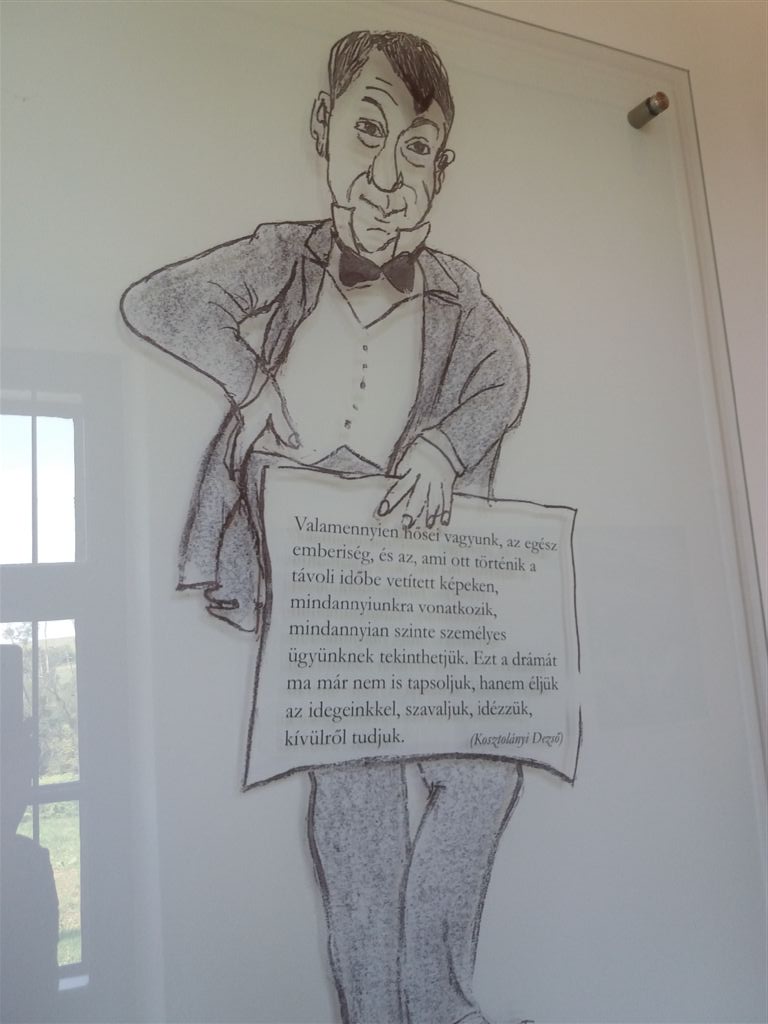 Valamennyien hősei vagyunk, az egész
emberiség, és az, ami ott történik a
távoli időbe vetített képeken,
mindannyiunkra vonatkozik,
mindannyian szinte személyes
ügyünknek tekinthetjük. Ezt a drámát
ma már nem is tapsoljuk, hanem éljük
az idegeinkkel, szavaljuk, idézzük,
kívülről tudjuk. (Kosztolányi Dezső)